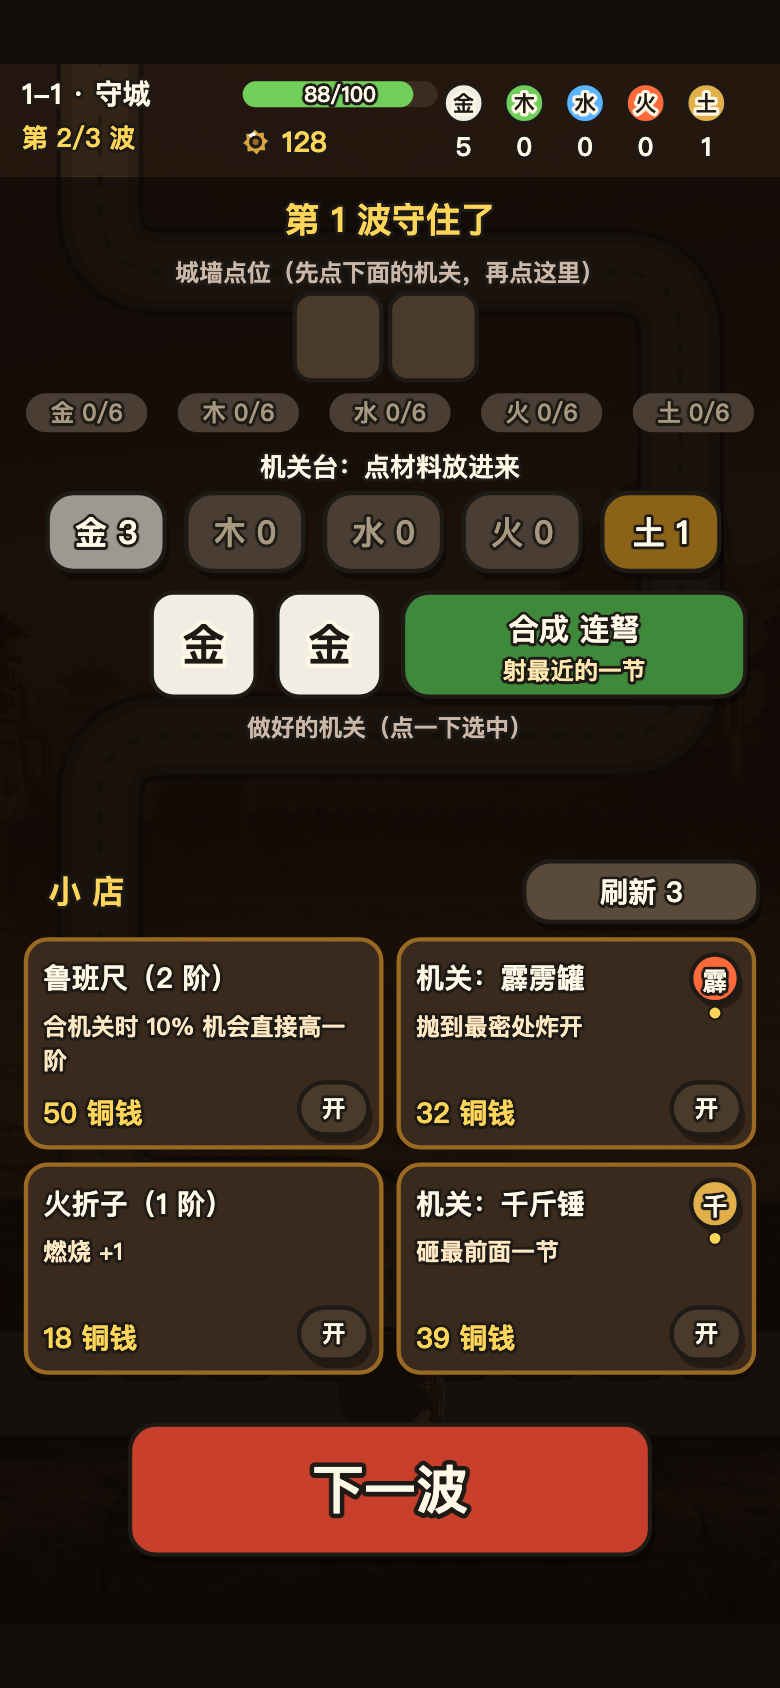 1–1 · 守城
88/100
金 木 水 火 土
第 2/3 波
128
5 0 0 0 1
第 1 波守住了
城墙点位（先点下面的机关，再点这里）
金 0/6 木 0/6 水 0/6 火 0/6 土 0/6
机关台：点材料放进来
金 3 木 0 水 0 火 0 土 1
金 金
合成 连弩
射最近的一节
做好的机关（点一下选中）
小 店
刷新 3
鲁班尺（2 阶）
合机关时 10% 机会直接高一
阶
50 铜钱
开
机关：霹雳罐
霹
抛到最密处炸开
32 铜钱
开
火折子（1 阶）
燃烧 +1
18 铜钱
开
机关：千斤锤
千
砸最前面一节
39 铜钱
开
下一波